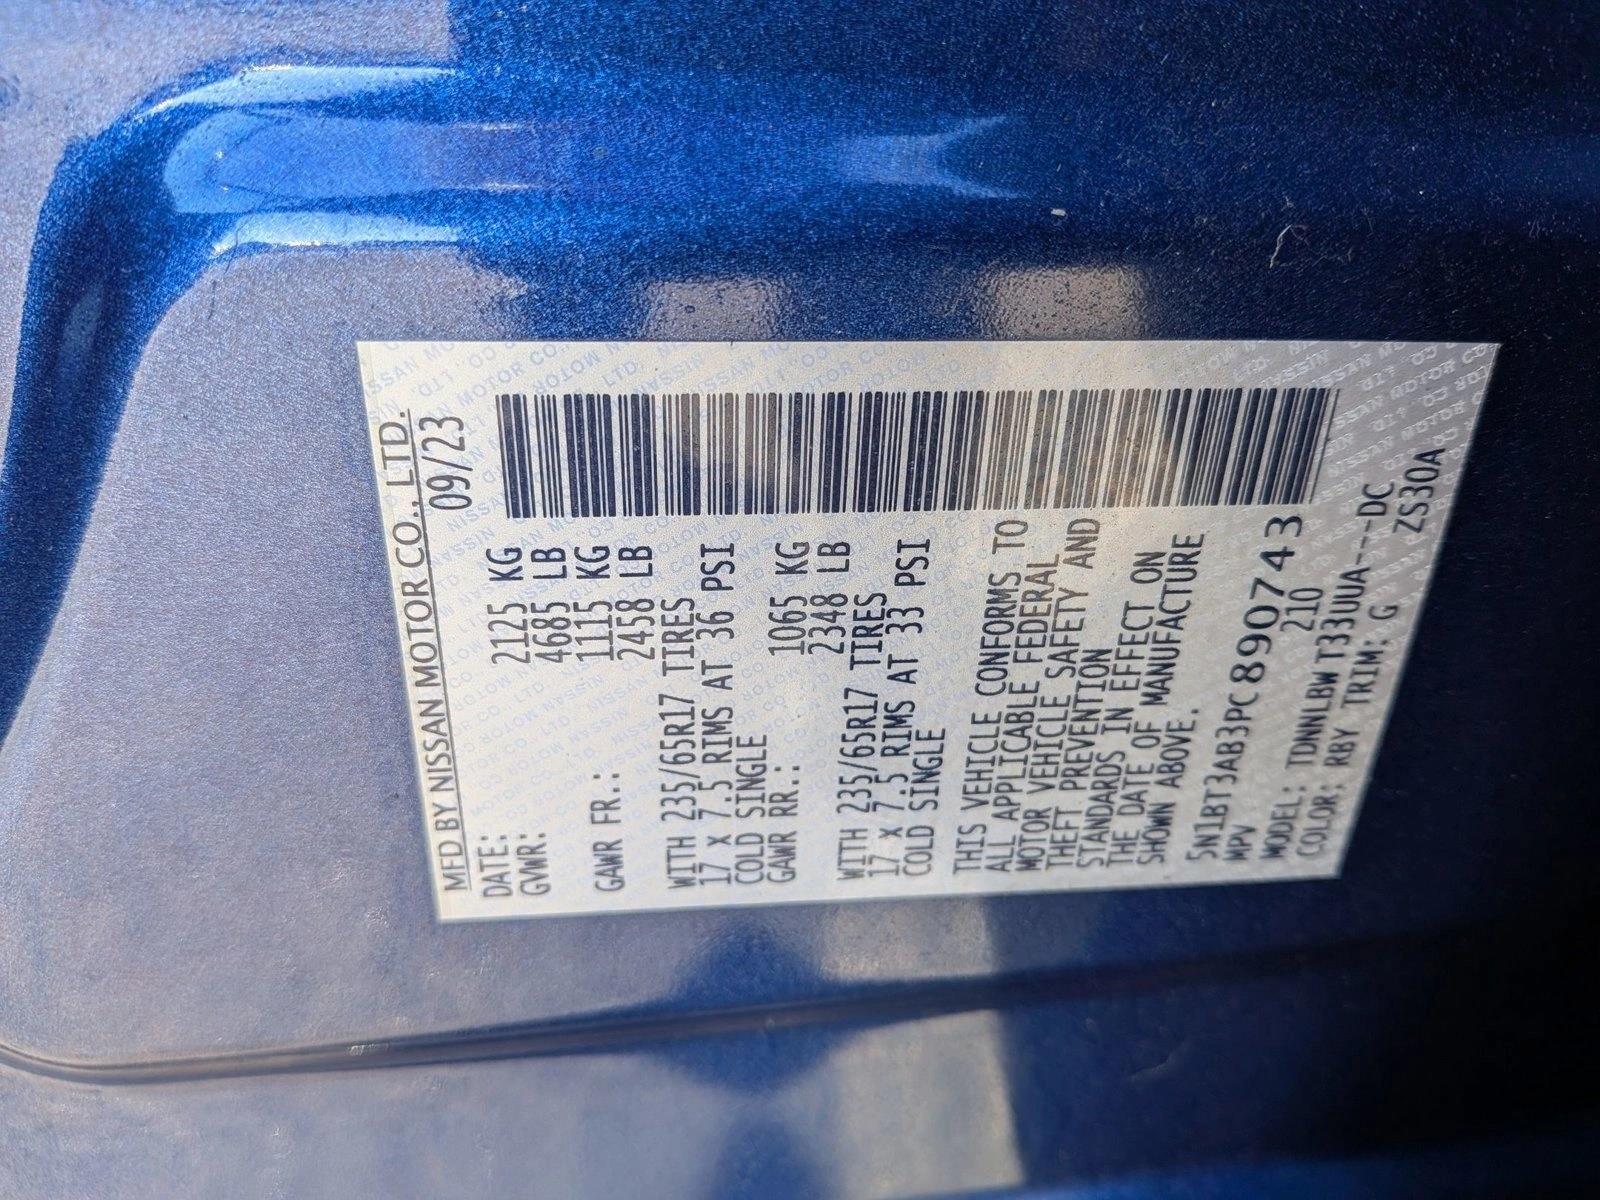 MFD BY NISSAN MOTOR CO., LTD.
DATE: 09/23
GVWR: 2125 KG
4685 LB
GAWR FR.: 1115 KG
2458 LB
WITH 235/65R17 TIRES
17 X 7.5 RIMS AT 36 PSI
COLD SINGLE
GAWR RR.: 1065 KG
2348 LB
WITH 235/65R17 TIRES
17 X 7.5 RIMS AT 33 PSI
COLD SINGLE
THIS VEHICLE CONFORMS TO
ALL APPLICABLE FEDERAL
MOTOR VEHICLE SAFETY AND
THEFT PREVENTION
STANDARDS IN EFFECT ON
THE DATE OF MANUFACTURE
SHOWN ABOVE.
5N1BT3AB3PC890743
MPV 210
MODEL: TDNNLBWT33UUA---DC
COLOR: RBY TRIM: G ZS30A